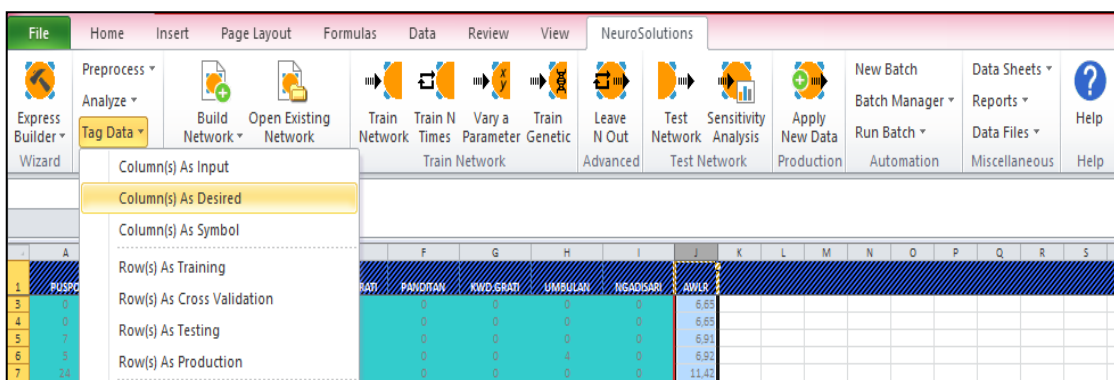 File Home Insert Page Layout Formulas Data Review View NeuroSolutions
Preprocess
Analyze
Tag Data
Express Builder
Build Network
Open Existing Network
Train Network
Train N Times
Vary a Parameter
Train Genetic
Leave N Out
Test Network
Sensitivity Analysis
Apply New Data
New Batch
Batch Manager
Run Batch
Data Sheets
Reports
Data Files
Help
Wizard Train Network Advanced Test Network Production Automation Miscellaneous Help
Column(s) As Input
Column(s) As Desired
Column(s) As Symbol
Row(s) As Training
Row(s) As Cross Validation
Row(s) As Testing
Row(s) As Production
A F G H I J K L M N O P Q R S
1 PUSPO RATI PANDITAN KWD.GRATI UMBULAN NGADISARI AWLR
3 0 0 0 0 0 6,65
4 0 0 0 0 0 6,65
5 7 0 0 0 0 6,91
6 5 0 0 4 0 6,92
7 24 0 0 0 0 11,42